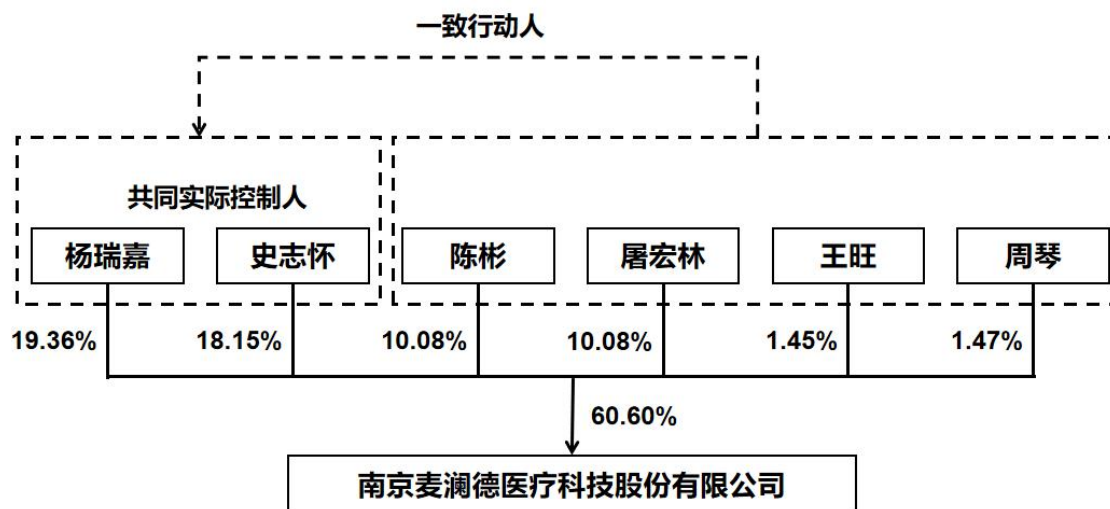 一致行动人
共同实际控制人
杨瑞嘉 史志怀 陈彬 屠宏林 王旺 周琴
19.36% 18.15% 10.08% 10.08% 1.45% 1.47%
60.60%
南京麦澜德医疗科技股份有限公司